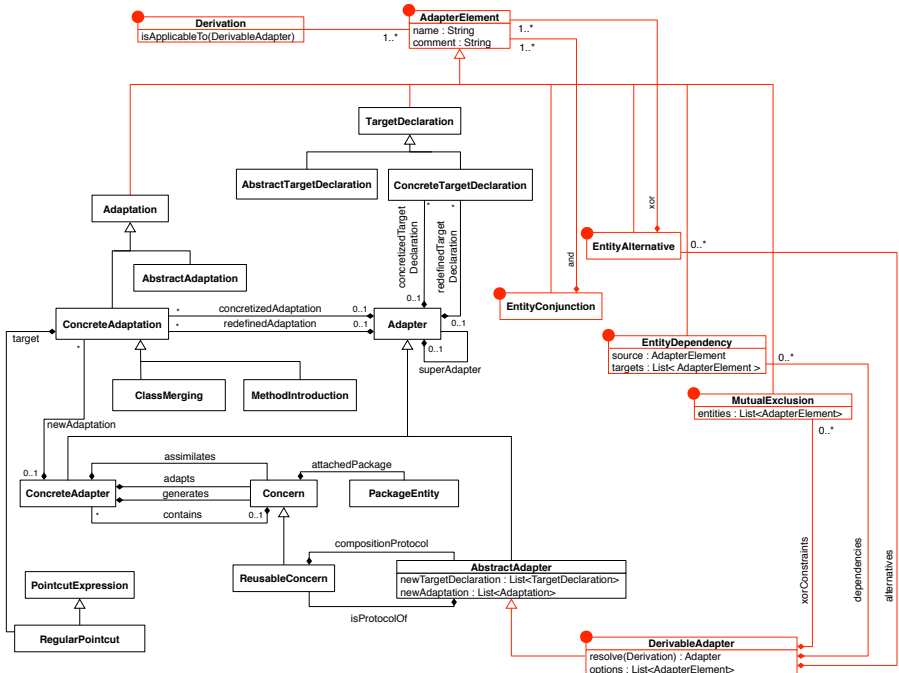 Derivation
isApplicableTo(DerivableAdapter)
AdapterElement
name : String
comment : String
1..*
1..*
1..*
TargetDeclaration
AbstractTargetDeclaration
ConcreteTargetDeclaration
Adaptation
AbstractAdaptation
concretizedTarget
Declaration
*
redefinedTarget
Declaration
*
xor
and
EntityAlternative
0..*
EntityConjunction
ConcreteAdaptation
*
concretizedAdaptation
0..1
*
redefinedAdaptation
0..1
Adapter
0..1
0..1
0..1
superAdapter
target
*
ClassMerging
MethodIntroduction
EntityDependency
source : AdapterElement
targets : List< AdapterElement >
0..*
MutualExclusion
entities : List<AdapterElement>
0..*
newAdaptation
0..1
ConcreteAdapter
*
assimilates
adapts
generates
contains
0..1
Concern
attachedPackage
PackageEntity
compositionProtocol
ReusableConcern
isProtocolOf
AbstractAdapter
newTargetDeclaration : List<TargetDeclaration>
newAdaptation : List<Adaptation>
PointcutExpression
RegularPointcut
xorConstraints
dependencies
alternatives
DerivableAdapter
resolve(Derivation) : Adapter
options : List<AdapterElement>